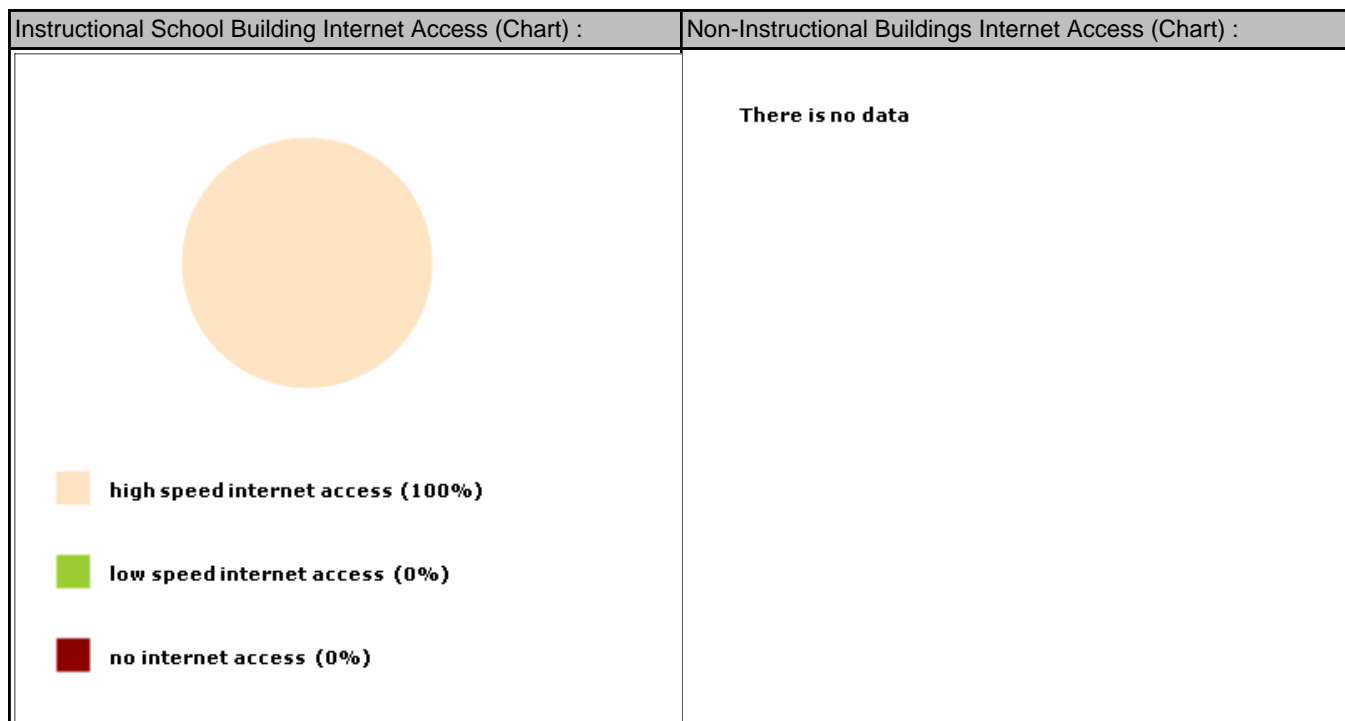 Instructional School Building Internet Access (Chart) :
Non-Instructional Buildings Internet Access (Chart) :
There is no data
high speed internet access (100%)
low speed internet access (0%)
no internet access (0%)